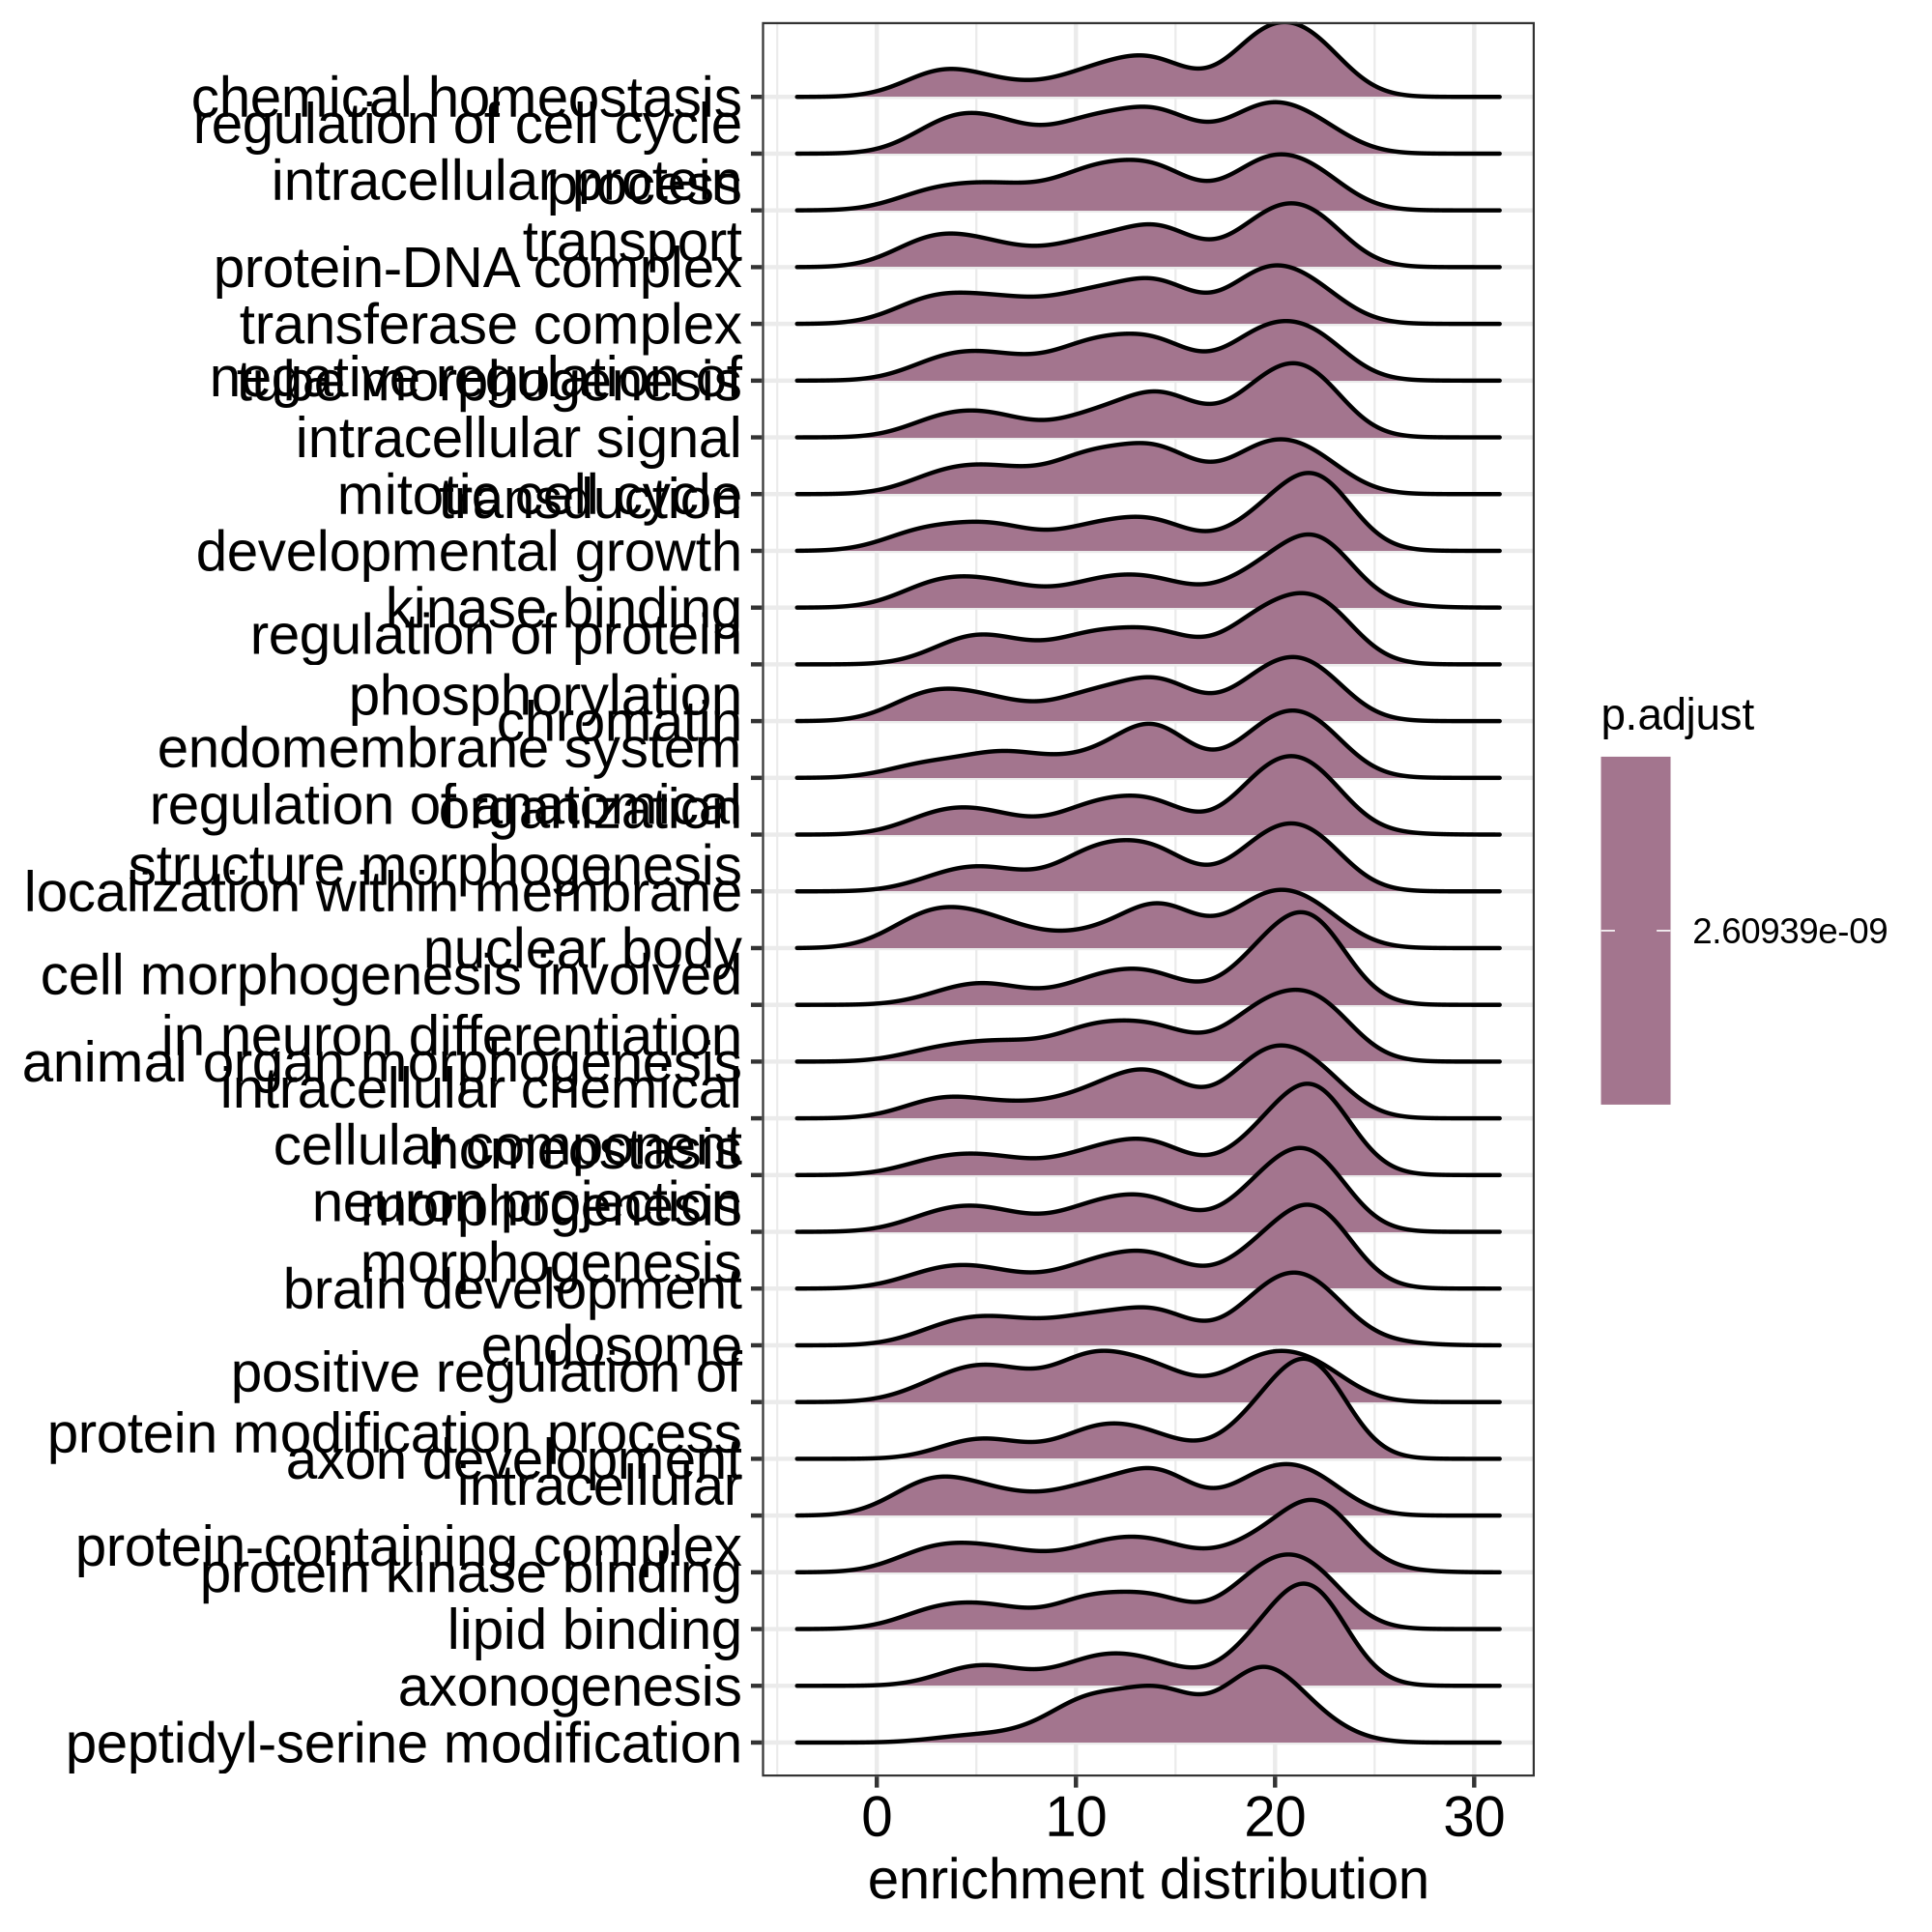 chemical homeostasis
regulation of cell cycle
process
intracellular protein
transport
protein-DNA complex
transferase complex
negative regulation of
tube morphogenesis
intracellular signal
transduction
mitotic cell cycle
developmental growth
kinase binding
regulation of protein
phosphorylation
chromatin
endomembrane system
organization
regulation of anatomical
structure morphogenesis
localization within membrane
nuclear body
cell morphogenesis involved
in neuron differentiation
animal organ morphogenesis
intracellular chemical
homeostasis
cellular component
morphogenesis
neuron projection
morphogenesis
brain development
endosome
positive regulation of
protein modification process
axon development
intracellular
protein-containing complex
protein kinase binding
lipid binding
axonogenesis
peptidyl-serine modification
0 10 20 30
enrichment distribution
p.adjust
2.60939e-09